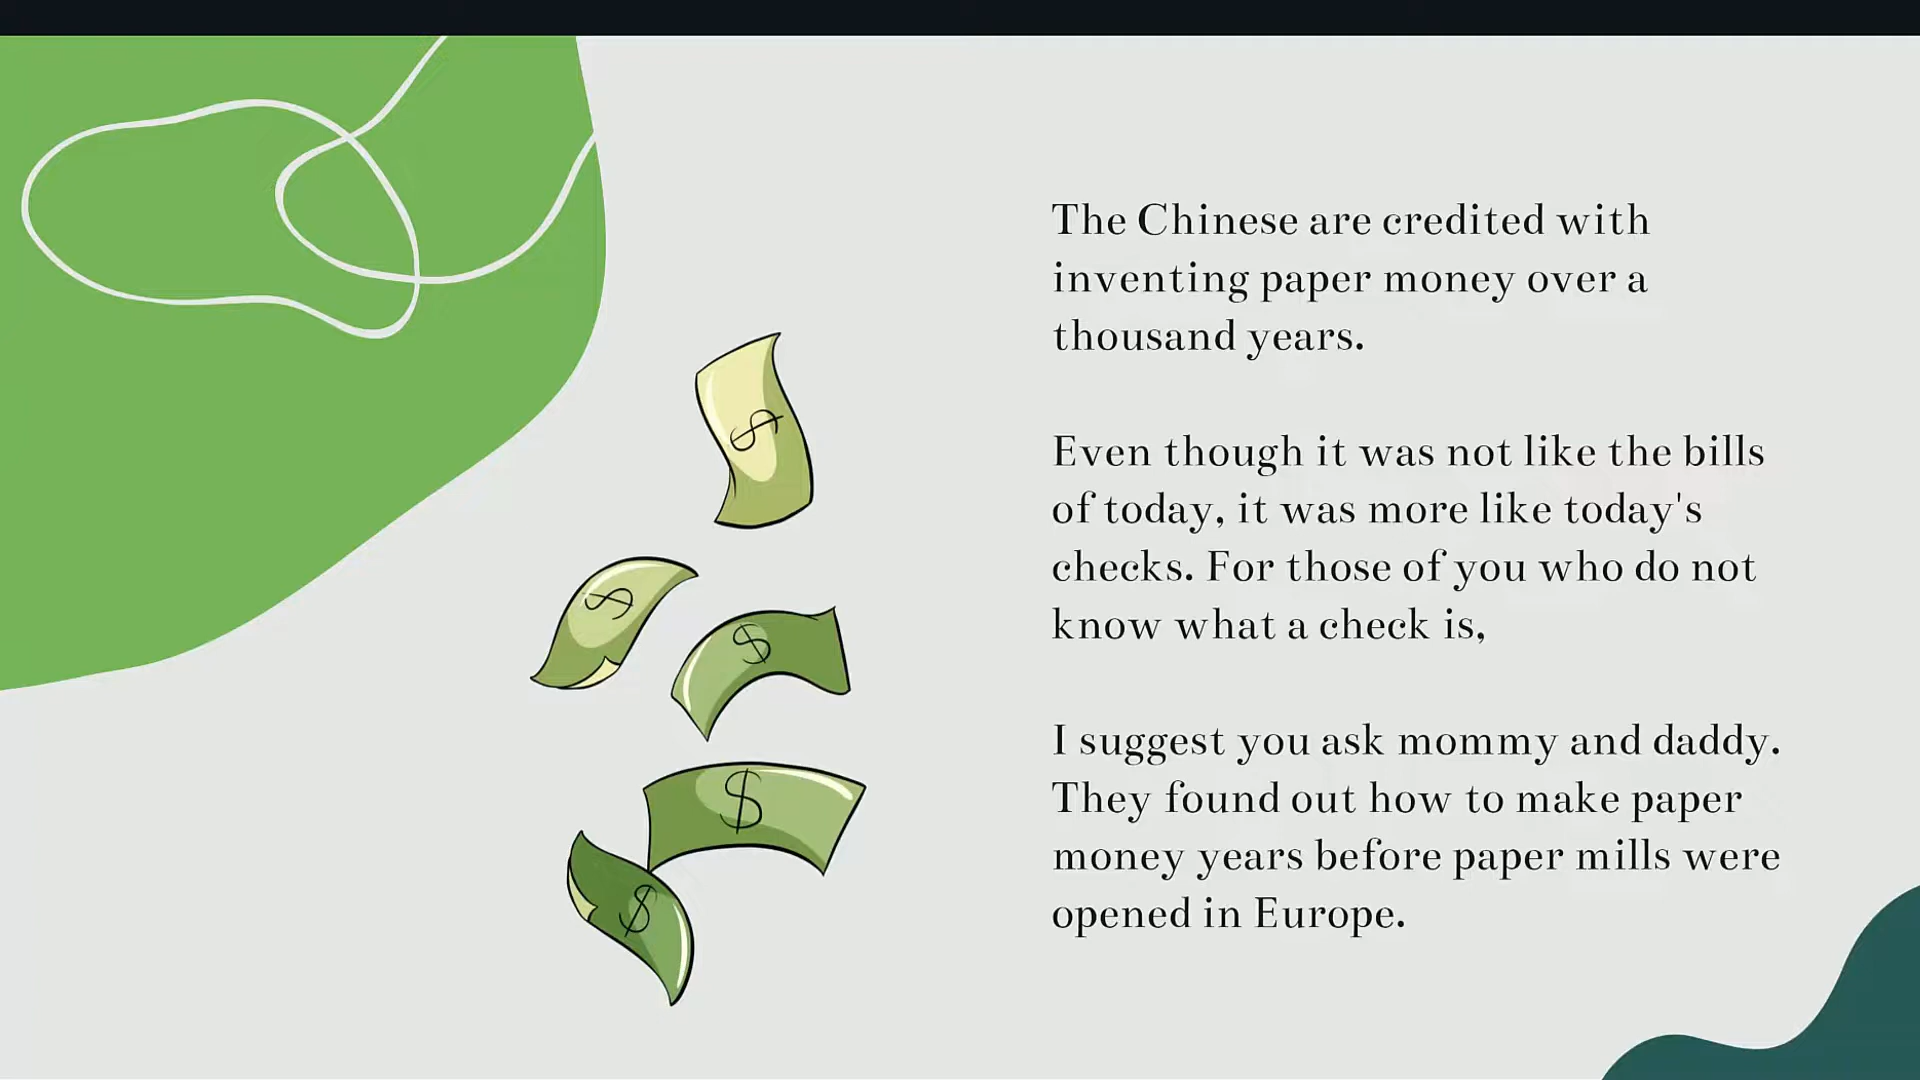 The Chinese are credited with
inventing paper money over a
thousand years.
Even though it was not like the bills
of today, it was more like today's
checks. For those of you who do not
know what a check is,
I suggest you ask mommy and daddy.
They found out how to make paper
money years before paper mills were
opened in Europe.
$
$
$
$
$